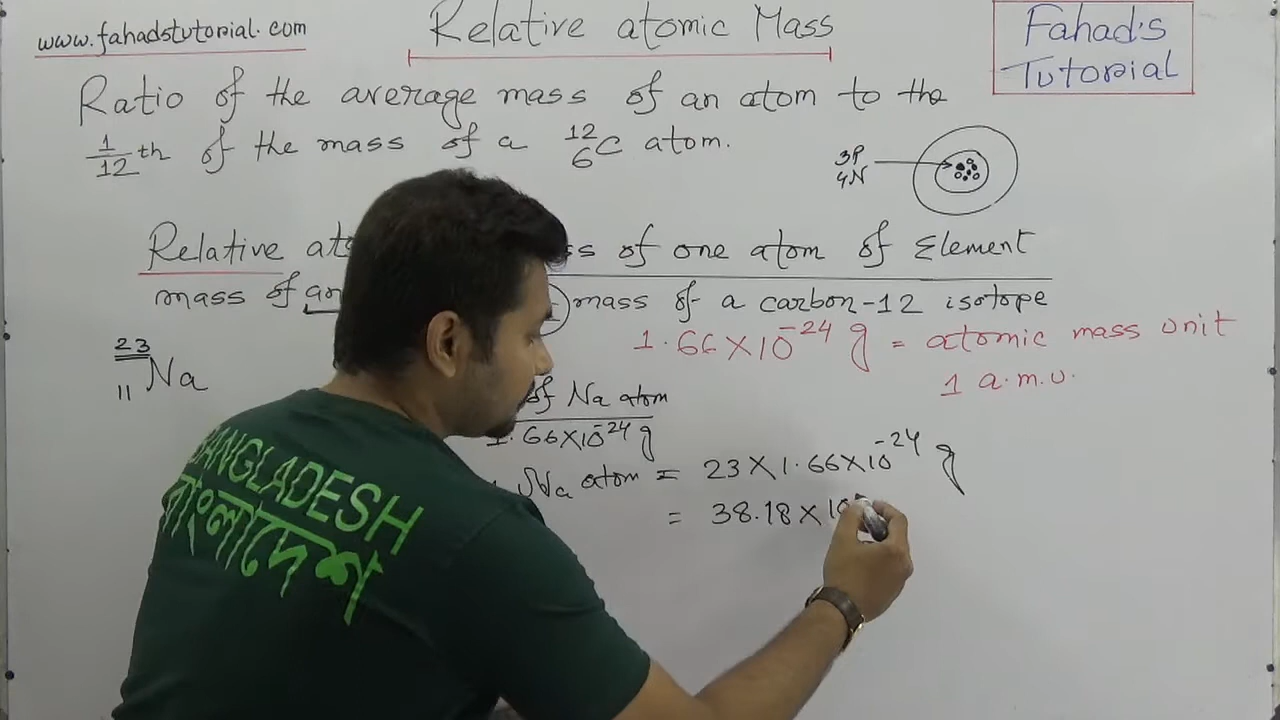 www.fahadstutorial.com
Relative atomic Mass
Fahad's
Tutorial
Ratio of the average mass of an atom to the
1/12 th of the mass of a 12 6 C atom.
3P
4N
Relative of one atom of Element
mass of mass of a carbon-12 isotope
1.66×10^-24 g = atomic mass unit
1 a.m.u.
23 11 Na
of Na atom
1.66×10^-24 g
Na atom = 23×1.66×10^-24 g
= 38.18×10
BANGLADESH
বাংলাদেশ